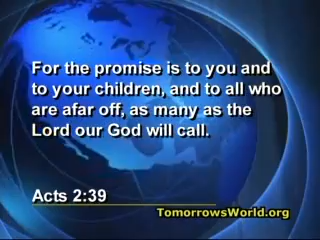 For the promise is to you and
to your children, and to all who
are afar off, as many as the
Lord our God will call.
Acts 2:39
TomorrowsWorld.org